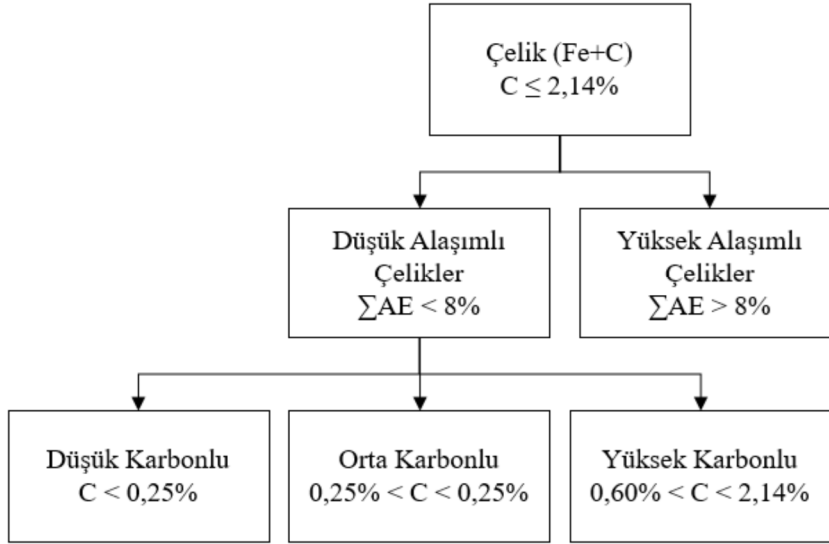 Çelik (Fe+C)
C ≤ 2,14%
Düşük Alaşımlı
Çelikler
∑AE < 8%
Yüksek Alaşımlı
Çelikler
∑AE > 8%
Düşük Karbonlu
C < 0,25%
Orta Karbonlu
0,25% < C < 0,25%
Yüksek Karbonlu
0,60% < C < 2,14%